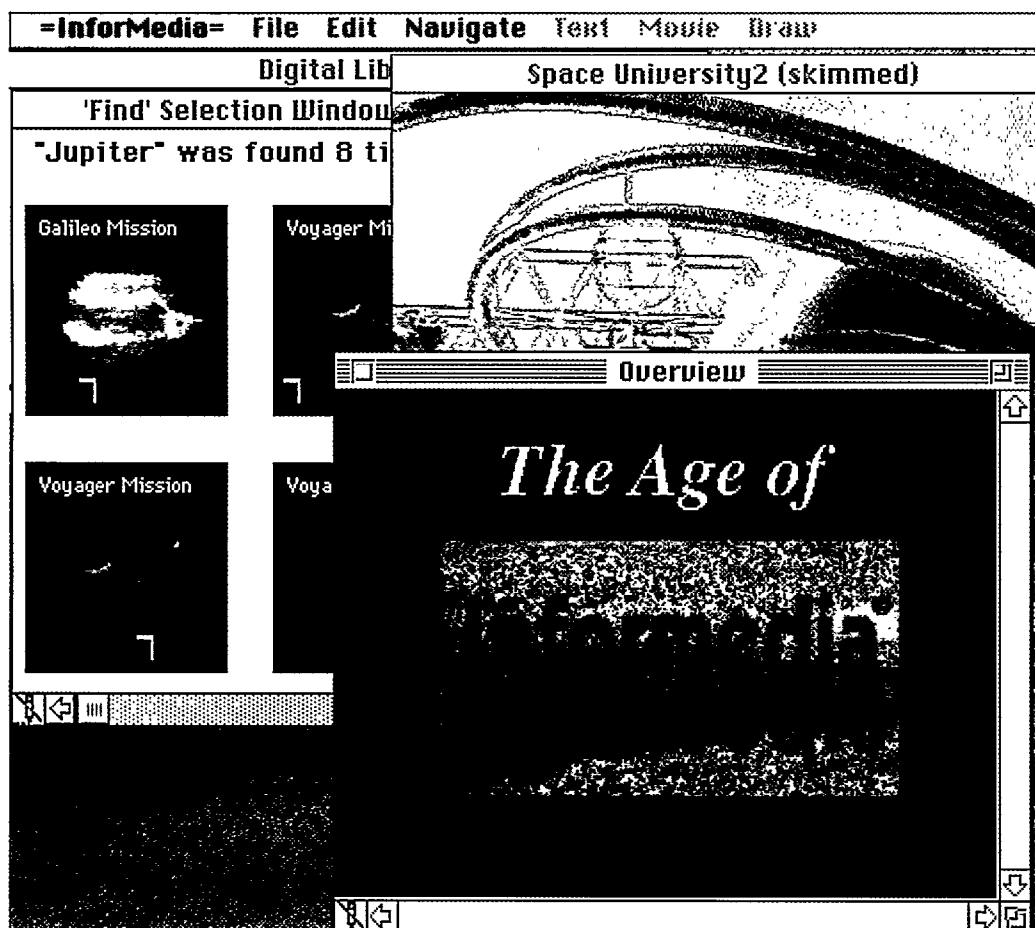 =InforMedia= File Edit Navigate Text Movie Draw
Digital Lib
Space University2 (skimmed)
'Find' Selection Window
"Jupiter" was found 8 ti
Galileo Mission
Voyager Mi
Overview
The Age of
Informedia
Voyager Mission
Voya